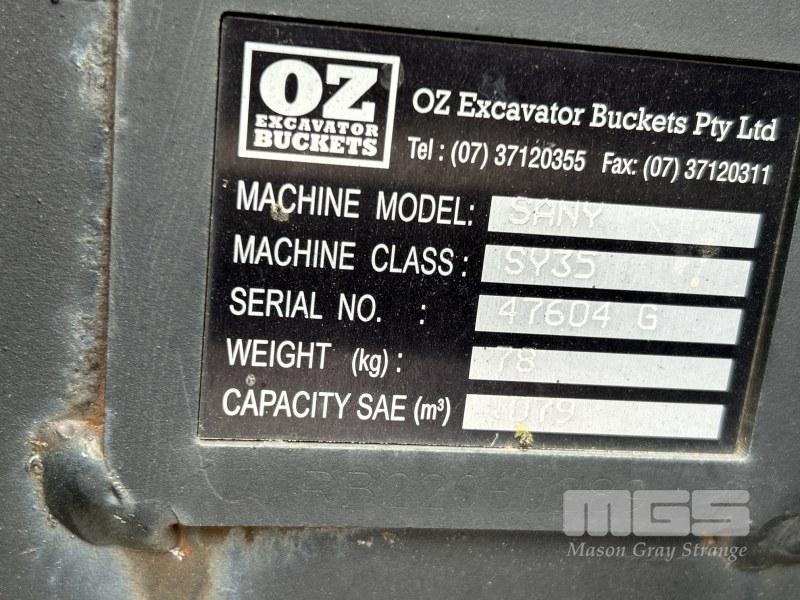 OZ
EXCAVATOR
BUCKETS
OZ Excavator Buckets Pty Ltd
Tel : (07) 37120355 Fax: (07) 37120311
MACHINE MODEL: SANY
MACHINE CLASS : SY35
SERIAL NO. : 47604 G
WEIGHT (kg) : 78
CAPACITY SAE (m³) .079
MGS
Mason Gray Strange